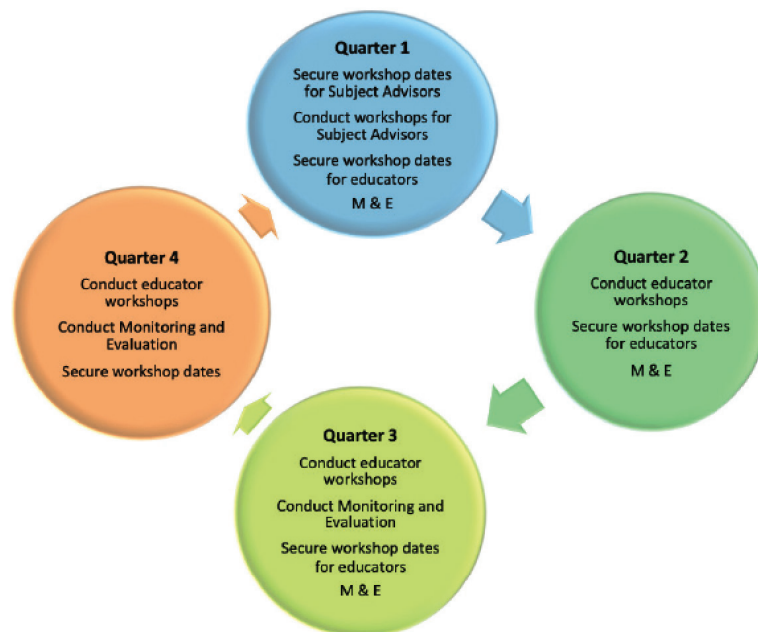 Quarter 1
Secure workshop dates
for Subject Advisors
Conduct workshops for
Subject Advisors
Secure workshop dates
for educators
M & E
Quarter 2
Conduct educator
workshops
Secure workshop dates
for educators
M & E
Quarter 3
Conduct educator
workshops
Conduct Monitoring and
Evaluation
Secure workshop dates
for educators
M & E
Quarter 4
Conduct educator
workshops
Conduct Monitoring and
Evaluation
Secure workshop dates